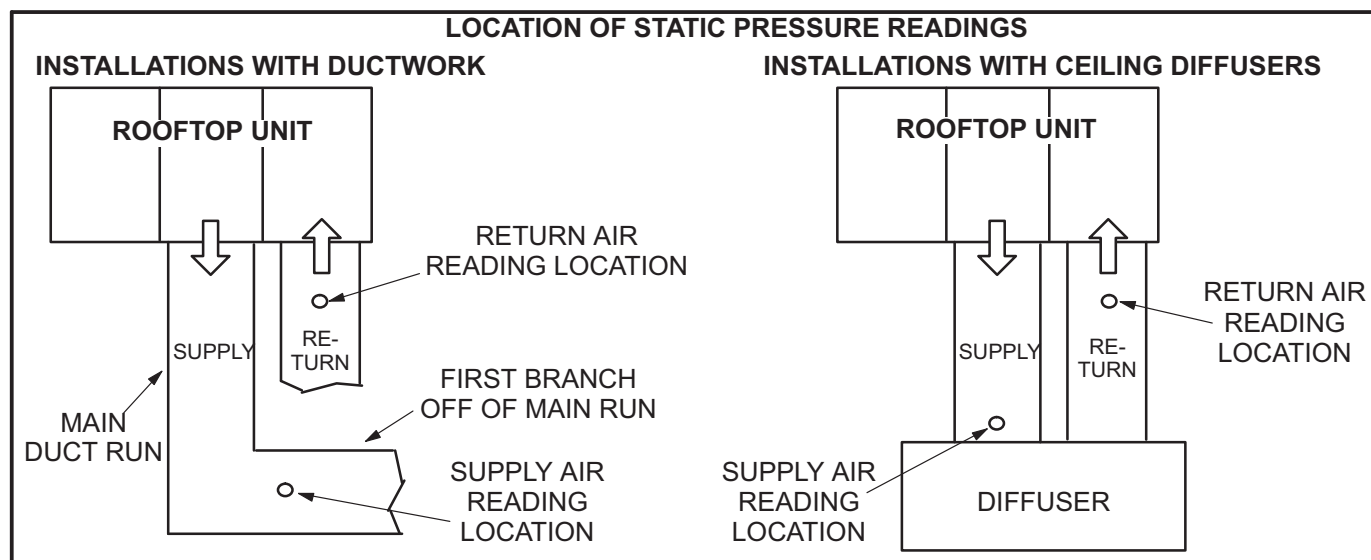 LOCATION OF STATIC PRESSURE READINGS
INSTALLATIONS WITH DUCTWORK
ROOFTOP UNIT
RETURN AIR
READING LOCATION
SUPPLY
RE-
TURN
FIRST BRANCH
OFF OF MAIN RUN
MAIN
DUCT RUN
SUPPLY AIR
READING
LOCATION
INSTALLATIONS WITH CEILING DIFFUSERS
ROOFTOP UNIT
RETURN AIR
READING
LOCATION
SUPPLY
RE-
TURN
SUPPLY AIR
READING
LOCATION
DIFFUSER